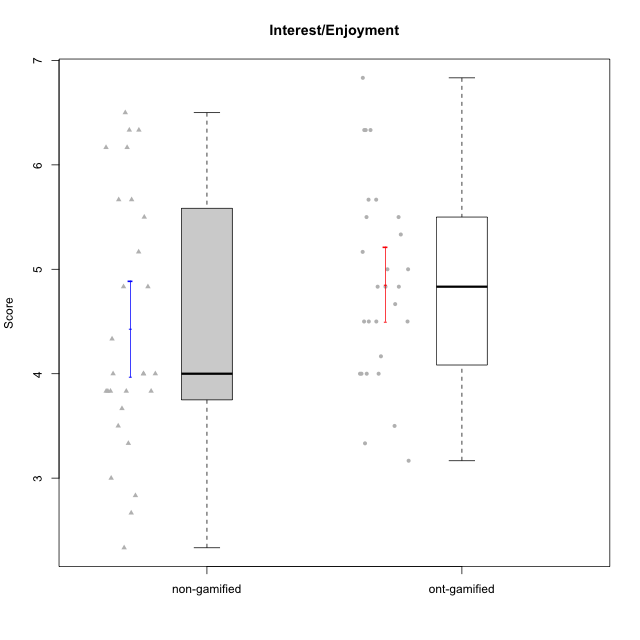 Interest/Enjoyment
Score
7
6
5
4
3
non-gamified
ont-gamified